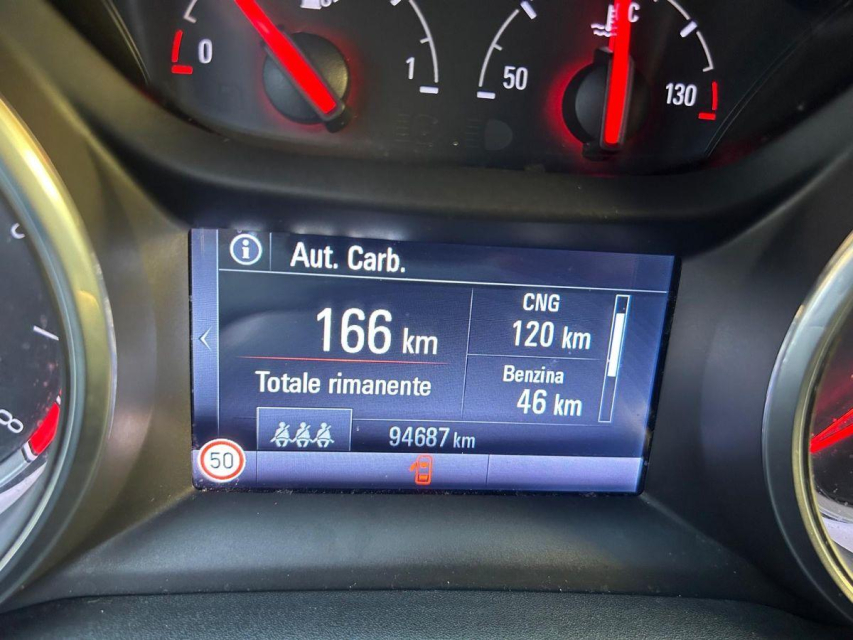 0
1
50
C
130
Aut. Carb.
166 km
Totale rimanente
CNG
120 km
Benzina
46 km
94687 km
50
8